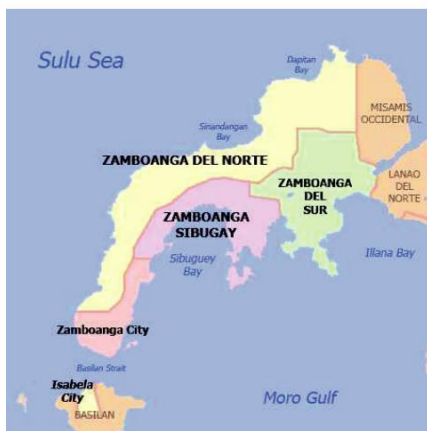 Sulu Sea
Dapitan
Bay
MISAMIS
OCCIDENTAL
Sinandangan
Bay
ZAMBOANGA DEL NORTE
LANAO
DEL
NORTE
ZAMBOANGA
DEL
SUR
ZAMBOANGA
SIBUGAY
Sibuguey
Bay
Illana Bay
Zamboanga City
Basilan Strait
Isabela
City
BASILAN
Moro Gulf